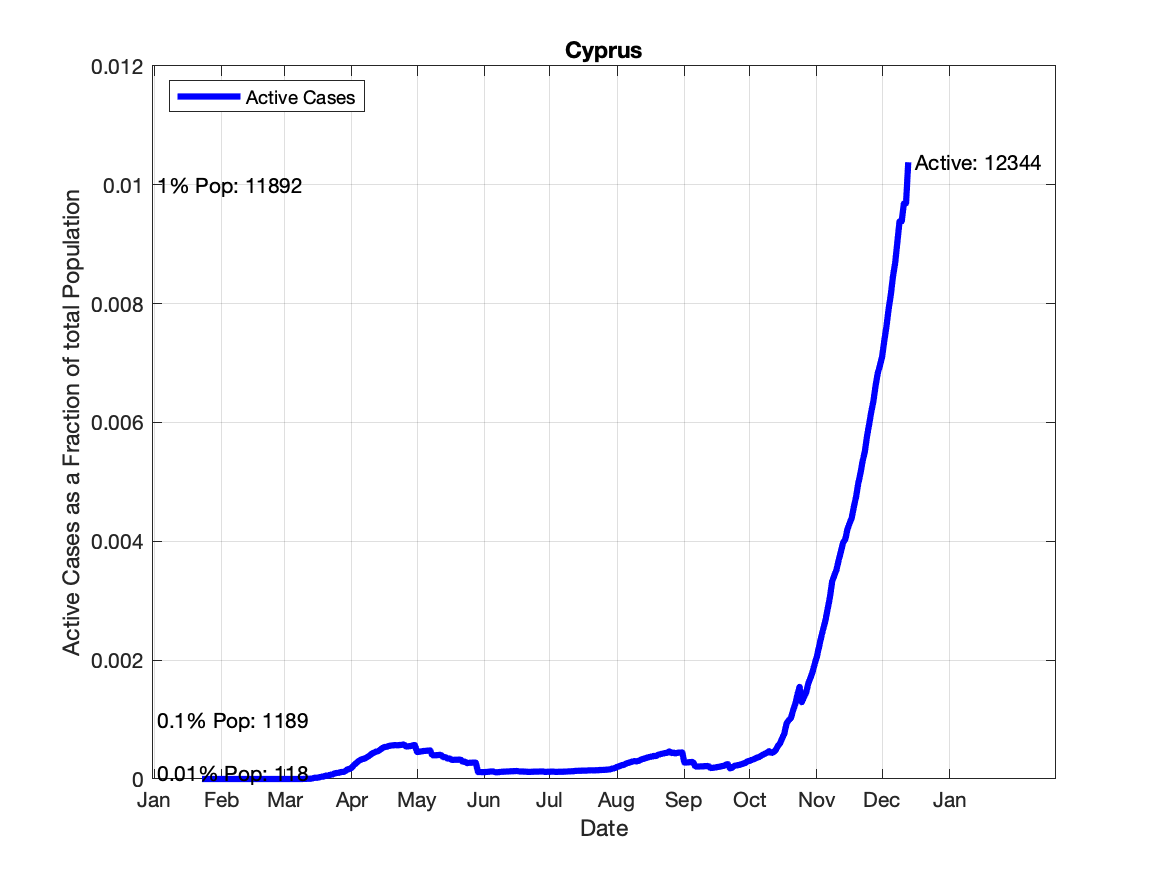 Cyprus
0.012
Active Cases
Active: 12344
0.01
1% Pop: 11892
0.008
0.006
0.004
0.002
0.1% Pop: 1189
0.01% Pop: 118
0
Jan Feb Mar Apr May Jun Jul Aug Sep Oct Nov Dec Jan
Date
Active Cases as a Fraction of total Population